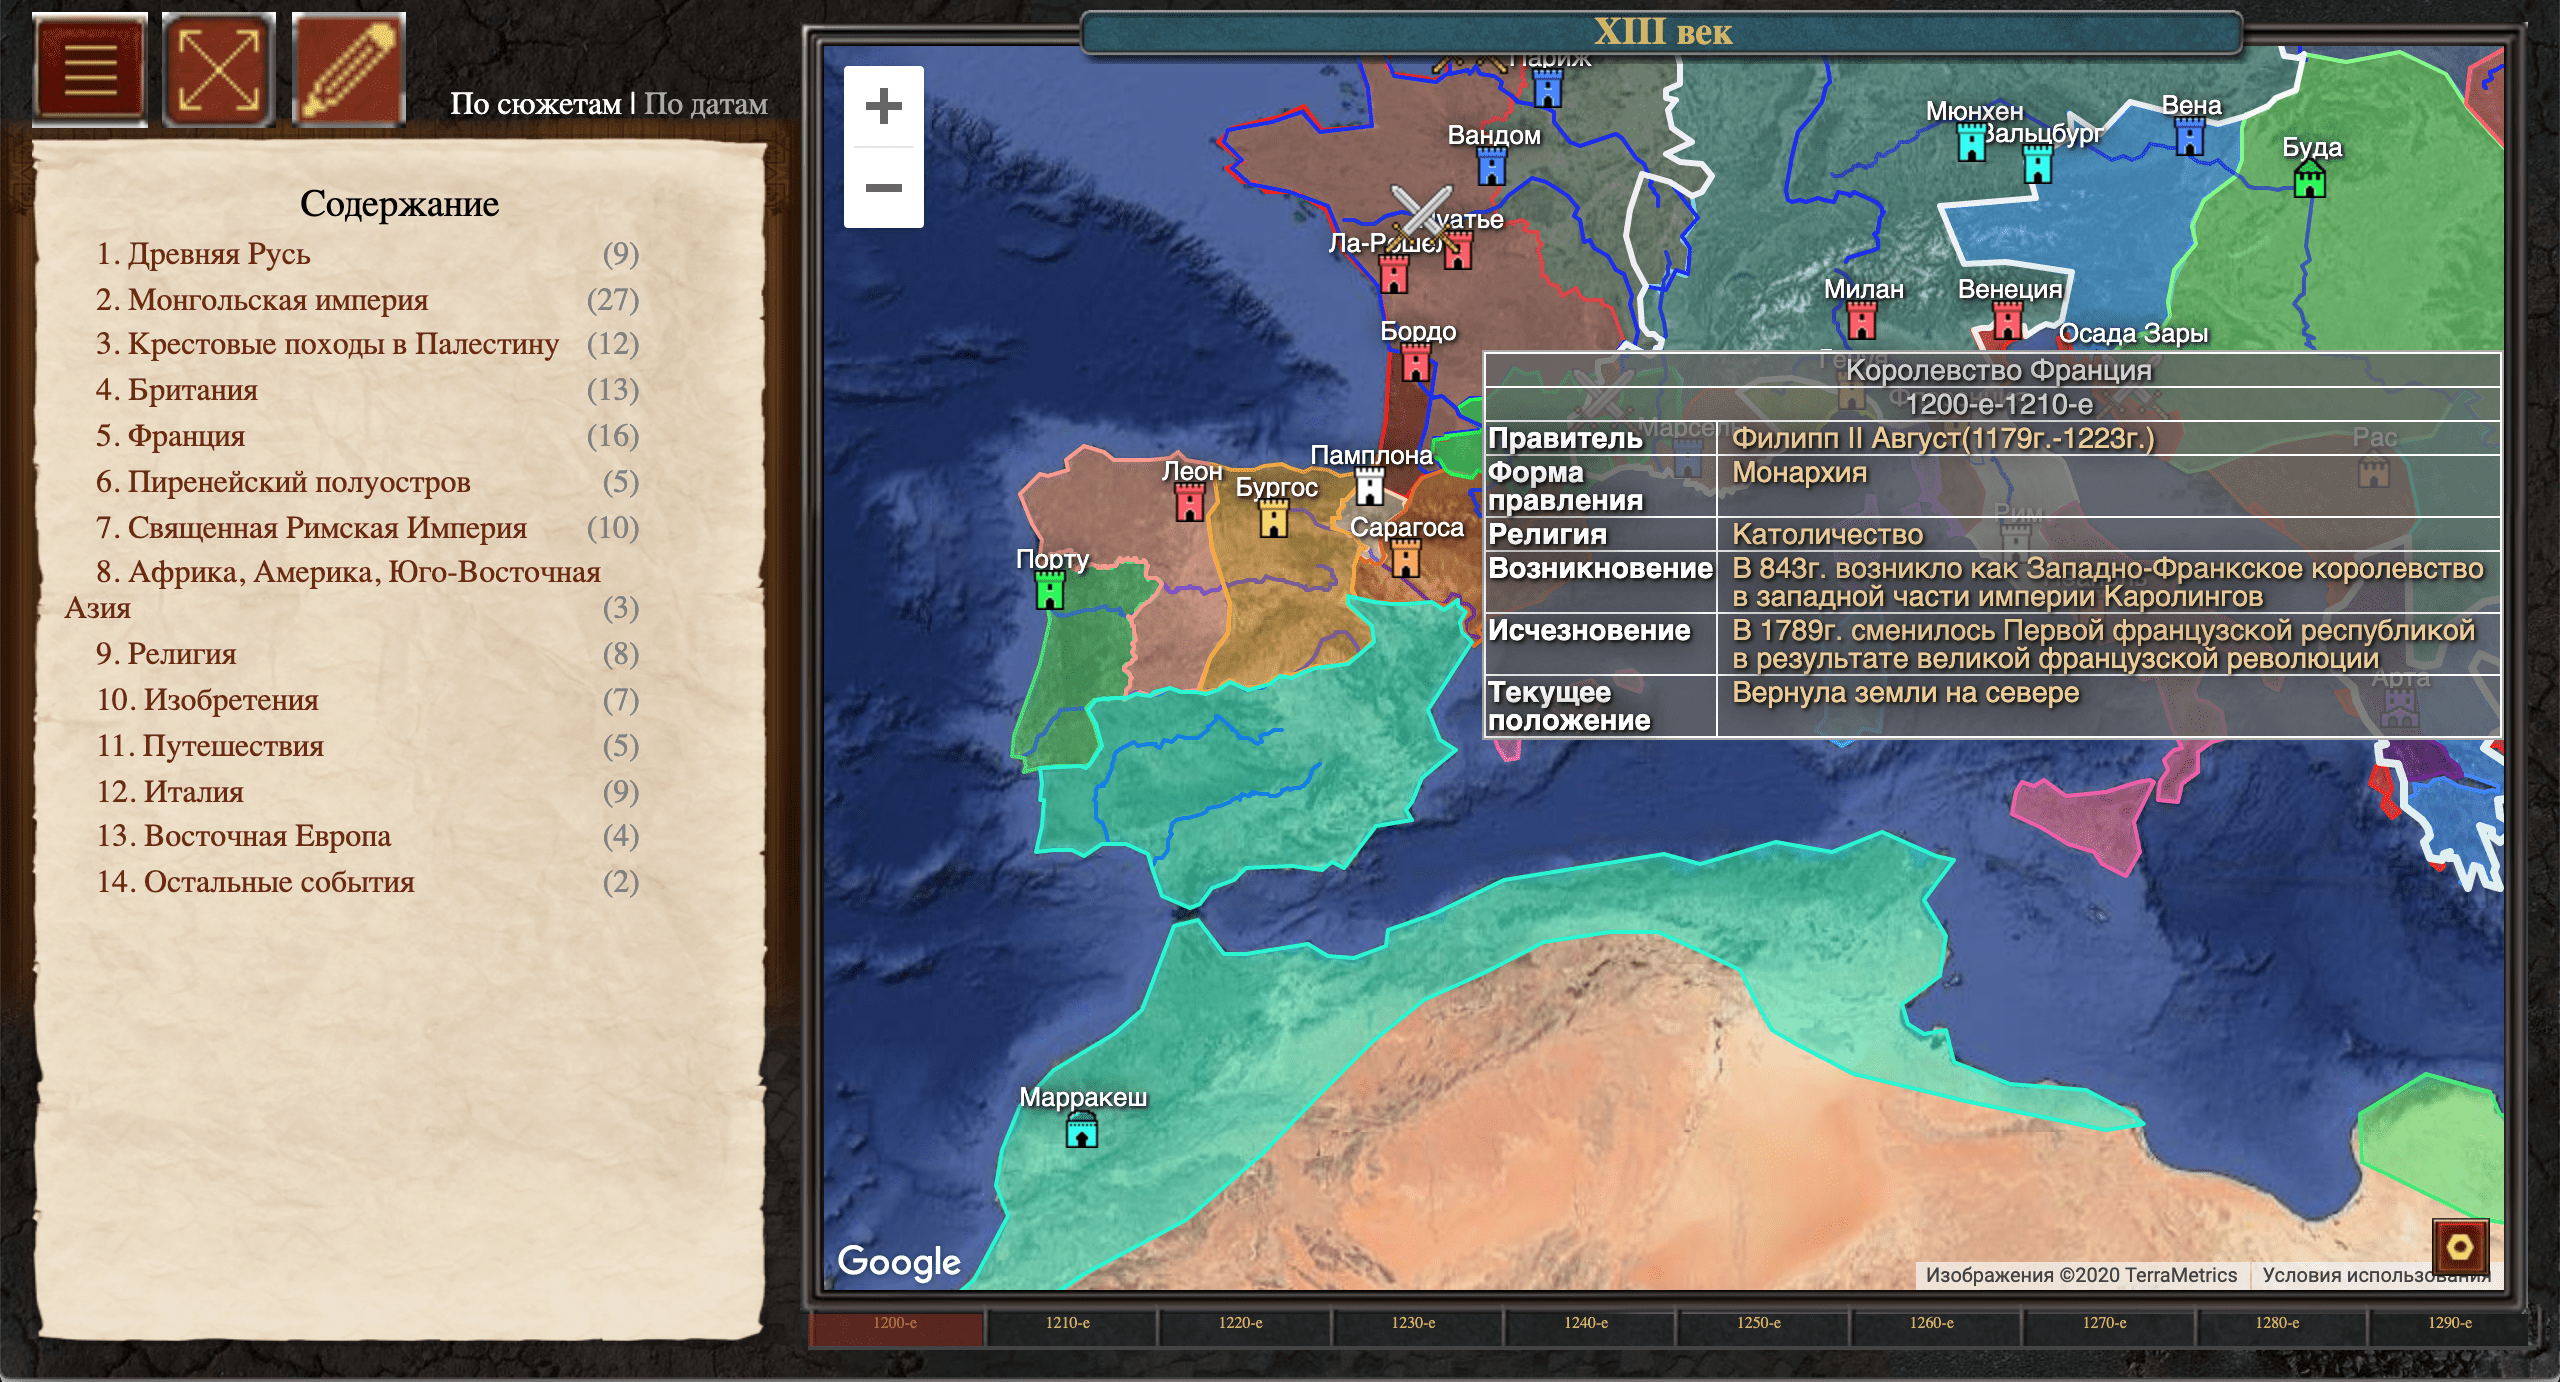 XIII век
По сюжетам | По датам
Содержание
1. Древняя Русь (9)
2. Монгольская империя (27)
3. Крестовые походы в Палестину (12)
4. Британия (13)
5. Франция (16)
6. Пиренейский полуостров (5)
7. Священная Римская Империя (10)
8. Африка, Америка, Юго-Восточная
Азия (3)
9. Религия (8)
10. Изобретения (7)
11. Путешествия (5)
12. Италия (9)
13. Восточная Европа (4)
14. Остальные события (2)
Париж
Вандом
Мюнхен
Вена
Зальцбург
Буда
Милан
Венеция
Осада Зары
Бордо
Памплона
Леон
Бургос
Сарагоса
Порту
Королевство Франция
1200-е-1210-е
Правитель Филипп II Август(1179г.-1223г.)
Форма правления Монархия
Религия Католичество
Возникновение В 843г. возникло как Западно-Франкское королевство
в западной части империи Каролингов
Исчезновение В 1789г. сменилось Первой французской республикой
в результате великой французской революции
Текущее положение Вернула земли на севере
Рас
Рим
Арта
Марракеш
Google
Изображения ©2020 TerraMetrics
Условия использования
1200-е 1210-е 1220-е 1230-е 1240-е 1250-е 1260-е 1270-е 1280-е 1290-е